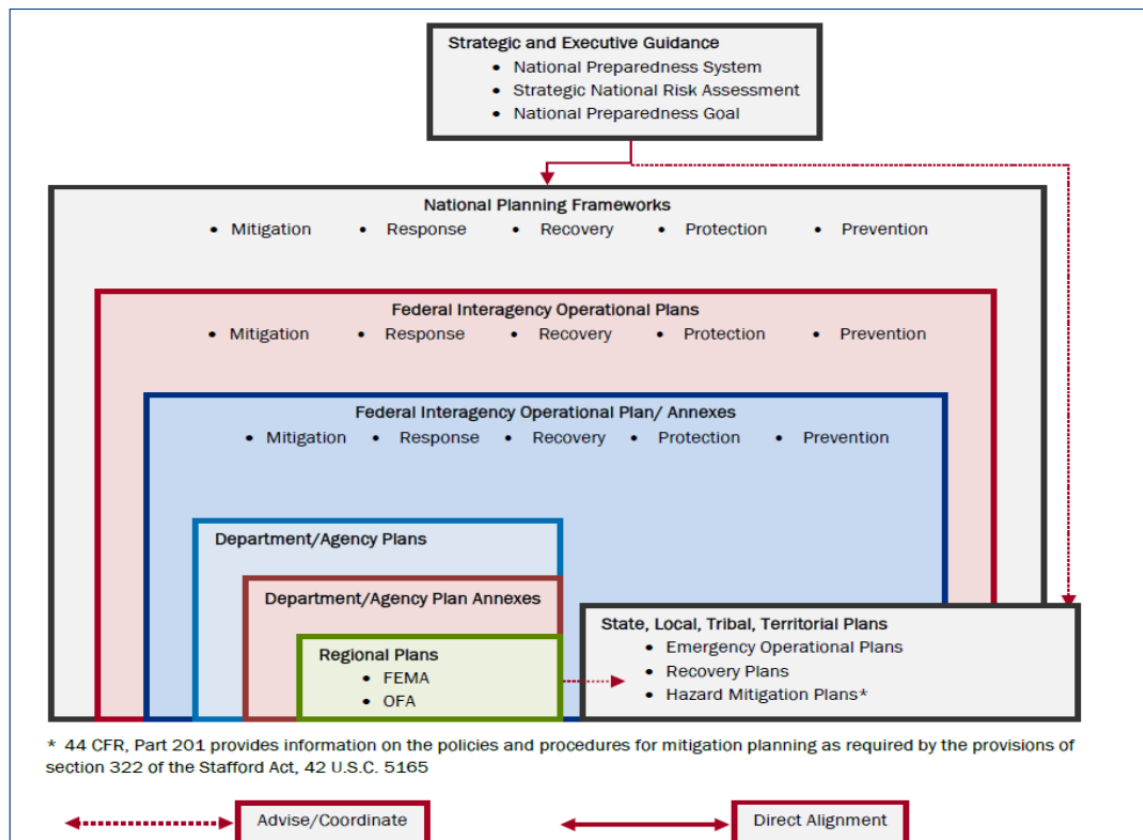 Strategic and Executive Guidance
• National Preparedness System
• Strategic National Risk Assessment
• National Preparedness Goal
National Planning Frameworks
• Mitigation • Response • Recovery • Protection • Prevention
Federal Interagency Operational Plans
• Mitigation • Response • Recovery • Protection • Prevention
Federal Interagency Operational Plan/ Annexes
• Mitigation • Response • Recovery • Protection • Prevention
Department/Agency Plans
Department/Agency Plan Annexes
Regional Plans
• FEMA
• OFA
State, Local, Tribal, Territorial Plans
• Emergency Operational Plans
• Recovery Plans
• Hazard Mitigation Plans*
* 44 CFR, Part 201 provides information on the policies and procedures for mitigation planning as required by the provisions of
section 322 of the Stafford Act, 42 U.S.C. 5165
Advise/Coordinate
Direct Alignment